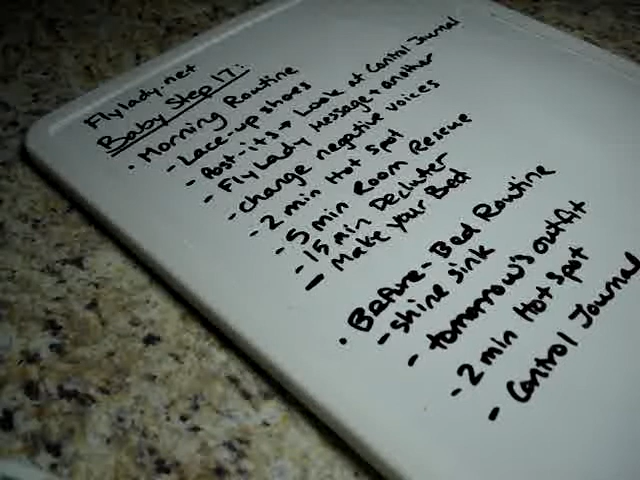 Flylady.net
Baby Step 17:
• Morning Routine
- Lace-up shoes
- Post-its → Look at Control Journal
- FlyLady Message + another
- change negative voices
- 2 min Hot Spot
- 5 min Room Rescue
- 15 min Declutter
- Make your Bed
• Before-Bed Routine
- shine sink
- tomorrow's outfit
- 2 min Hot Spot
- Control Journal